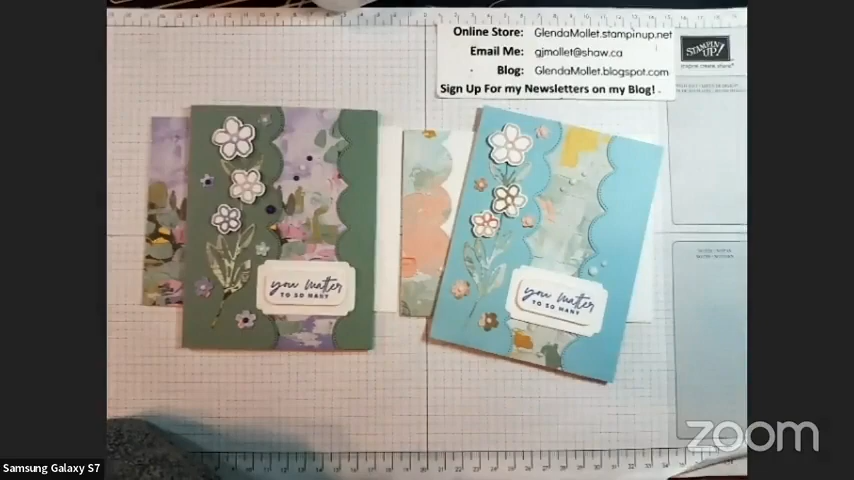 Online Store: GlendaMollet.stampinup.net
Email Me: gjmollet@shaw.ca
Blog: GlendaMollet.blogspot.com
Sign Up For my Newsletters on my Blog!
STAMPIN' UP!
you matter
TO SO MANY
you matter
TO SO MANY
zoom
Samsung Galaxy S7